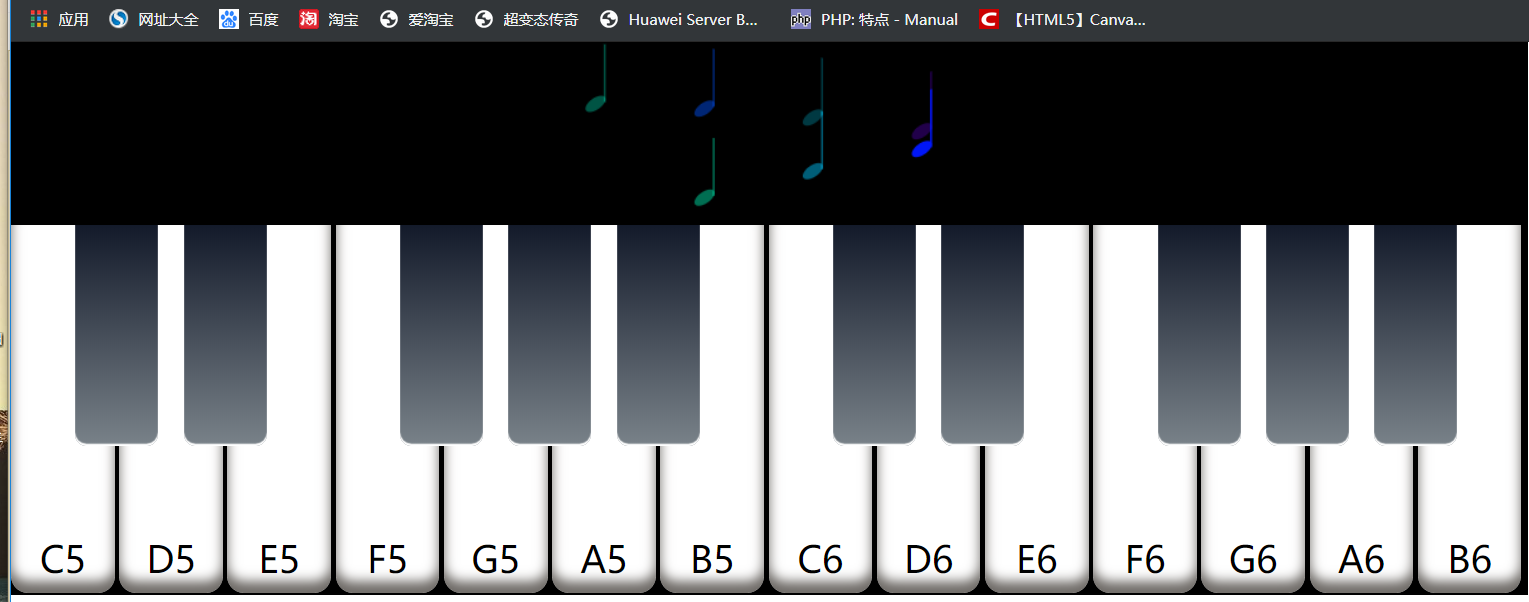 应用 网址大全 百度 淘宝 爱淘宝 超变态传奇 Huawei Server B... php PHP: 特点 - Manual C 【HTML5】Canva...
C5 D5 E5 F5 G5 A5 B5 C6 D6 E6 F6 G6 A6 B6